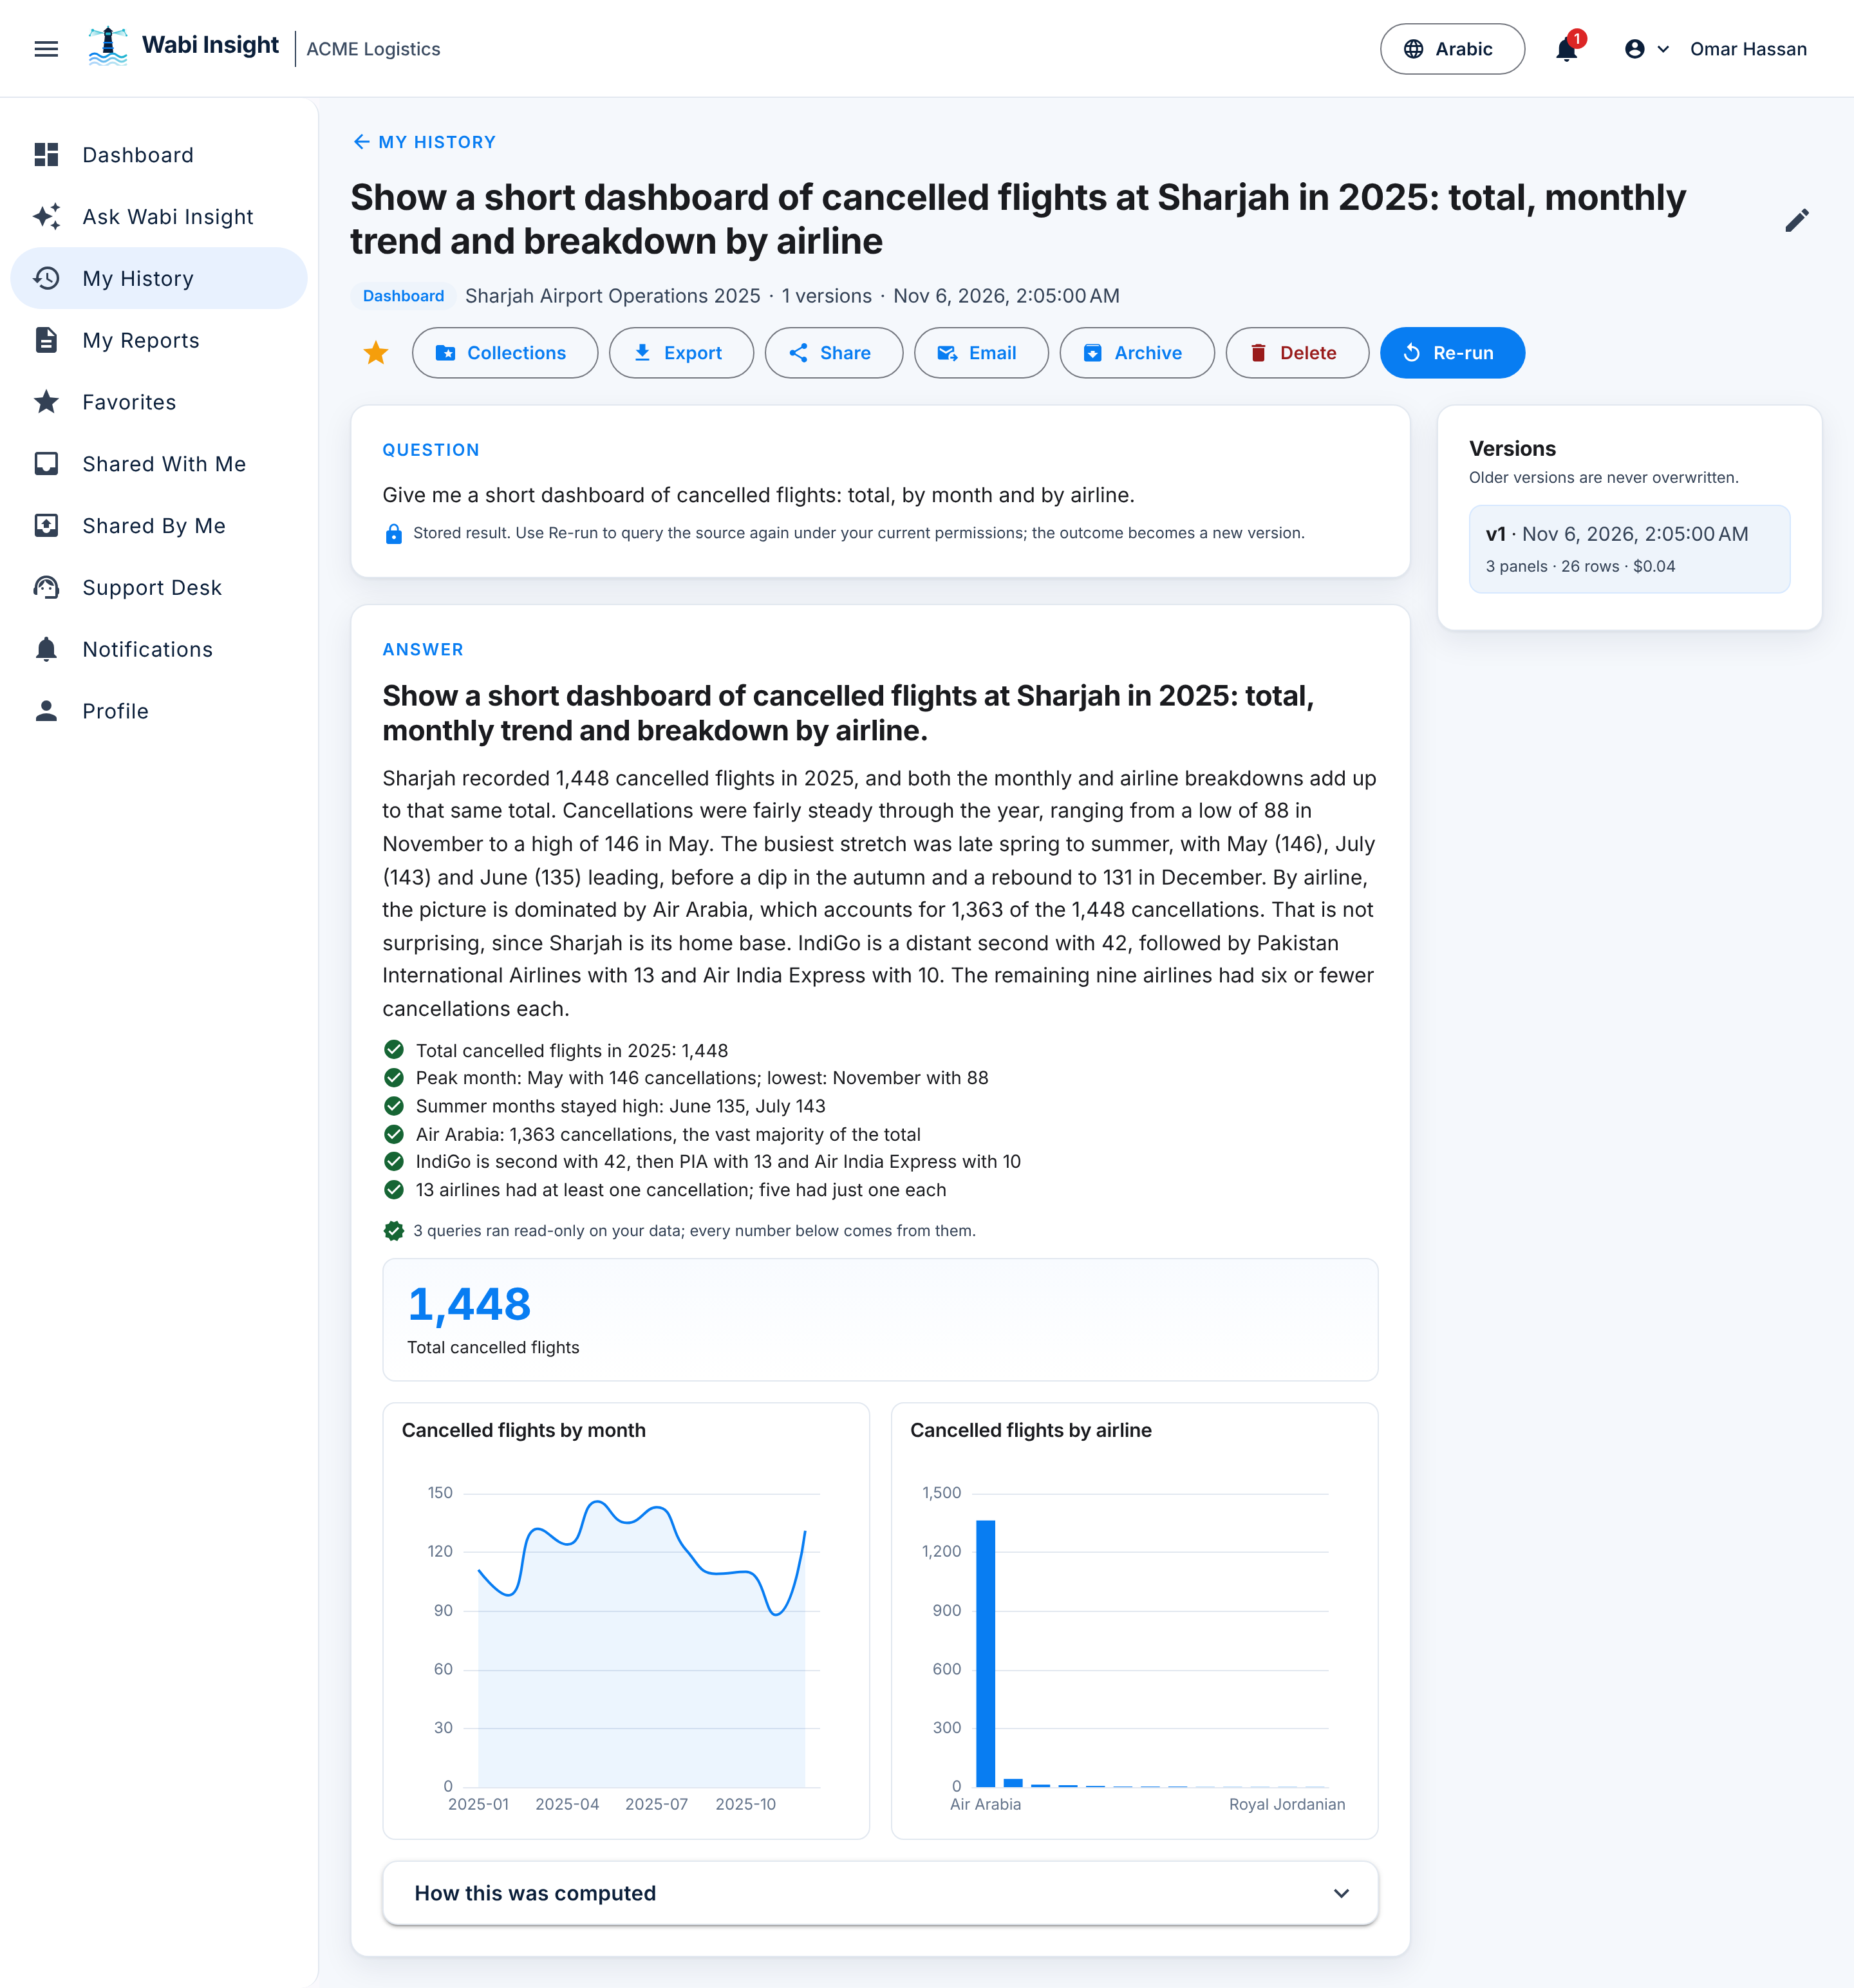 Wabi Insight
ACME Logistics
Arabic
1
Omar Hassan
Dashboard
Ask Wabi Insight
My History
My Reports
Favorites
Shared With Me
Shared By Me
Support Desk
Notifications
Profile
MY HISTORY
Show a short dashboard of cancelled flights at Sharjah in 2025: total, monthly
trend and breakdown by airline
Dashboard Sharjah Airport Operations 2025 · 1 versions · Nov 6, 2026, 2:05:00 AM
Collections
Export
Share
Email
Archive
Delete
Re-run
QUESTION
Give me a short dashboard of cancelled flights: total, by month and by airline.
Stored result. Use Re-run to query the source again under your current permissions; the outcome becomes a new version.
Versions
Older versions are never overwritten.
v1 · Nov 6, 2026, 2:05:00 AM
3 panels · 26 rows · $0.04
ANSWER
Show a short dashboard of cancelled flights at Sharjah in 2025: total,
monthly trend and breakdown by airline.
Sharjah recorded 1,448 cancelled flights in 2025, and both the monthly and airline breakdowns add up
to that same total. Cancellations were fairly steady through the year, ranging from a low of 88 in
November to a high of 146 in May. The busiest stretch was late spring to summer, with May (146), July
(143) and June (135) leading, before a dip in the autumn and a rebound to 131 in December. By airline,
the picture is dominated by Air Arabia, which accounts for 1,363 of the 1,448 cancellations. That is not
surprising, since Sharjah is its home base. IndiGo is a distant second with 42, followed by Pakistan
International Airlines with 13 and Air India Express with 10. The remaining nine airlines had six or fewer
cancellations each.
Total cancelled flights in 2025: 1,448
Peak month: May with 146 cancellations; lowest: November with 88
Summer months stayed high: June 135, July 143
Air Arabia: 1,363 cancellations, the vast majority of the total
IndiGo is second with 42, then PIA with 13 and Air India Express with 10
13 airlines had at least one cancellation; five had just one each
3 queries ran read-only on your data; every number below comes from them.
1,448
Total cancelled flights
Cancelled flights by month
150
120
90
60
30
0
2025-01 2025-04 2025-07 2025-10
Cancelled flights by airline
1,500
1,200
900
600
300
0
Air Arabia Royal Jordanian
How this was computed